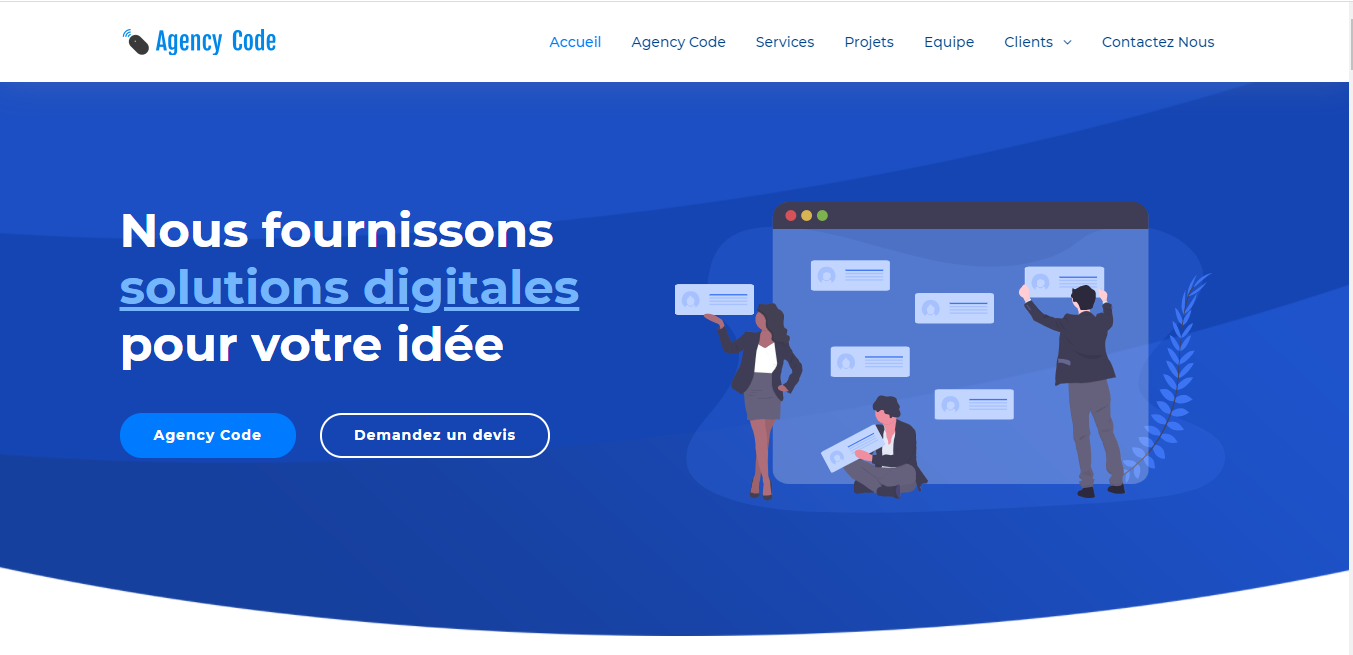 Agency Code
Accueil Agency Code Services Projets Equipe Clients Contactez Nous
Nous fournissons
solutions digitales
pour votre idée
Agency Code Demandez un devis